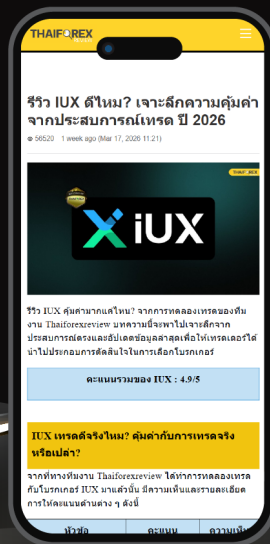 THAIFOREX
รีวิว IUX ดีไหม? เจาะลึกความคุ้มค่า
จากประสบการณ์เทรด ปี 2026
56520 1 week ago (Mar 17, 2026 11:21)
iUX
รีวิว IUX คุ้มค่ามากแค่ไหน? จากการทดลองเทรดของทีม
งาน Thaiforexreview บทความนี้จะพาไปเจาะลึกจาก
ประสบการณ์ตรงและอัปเดตข้อมูลล่าสุดเพื่อให้เทรดเดอร์ได้
นำไปประกอบการตัดสินใจในการเลือกโบรกเกอร์
คะแนนรวมของ IUX : 4.9/5
IUX เทรดดีจริงไหม? คุ้มค่ากับการเทรดจริง
หรือเปล่า?
จากที่ทางทีมงาน Thaiforexreview ได้ทำการทดลองเทรด
กับโบรกเกอร์ IUX มาแล้วนั้น มีความเห็นและรายละเอียด
การให้คะแนนด้านต่าง ๆ ดังนี้
หัวข้อ คะแนน ความเห็น